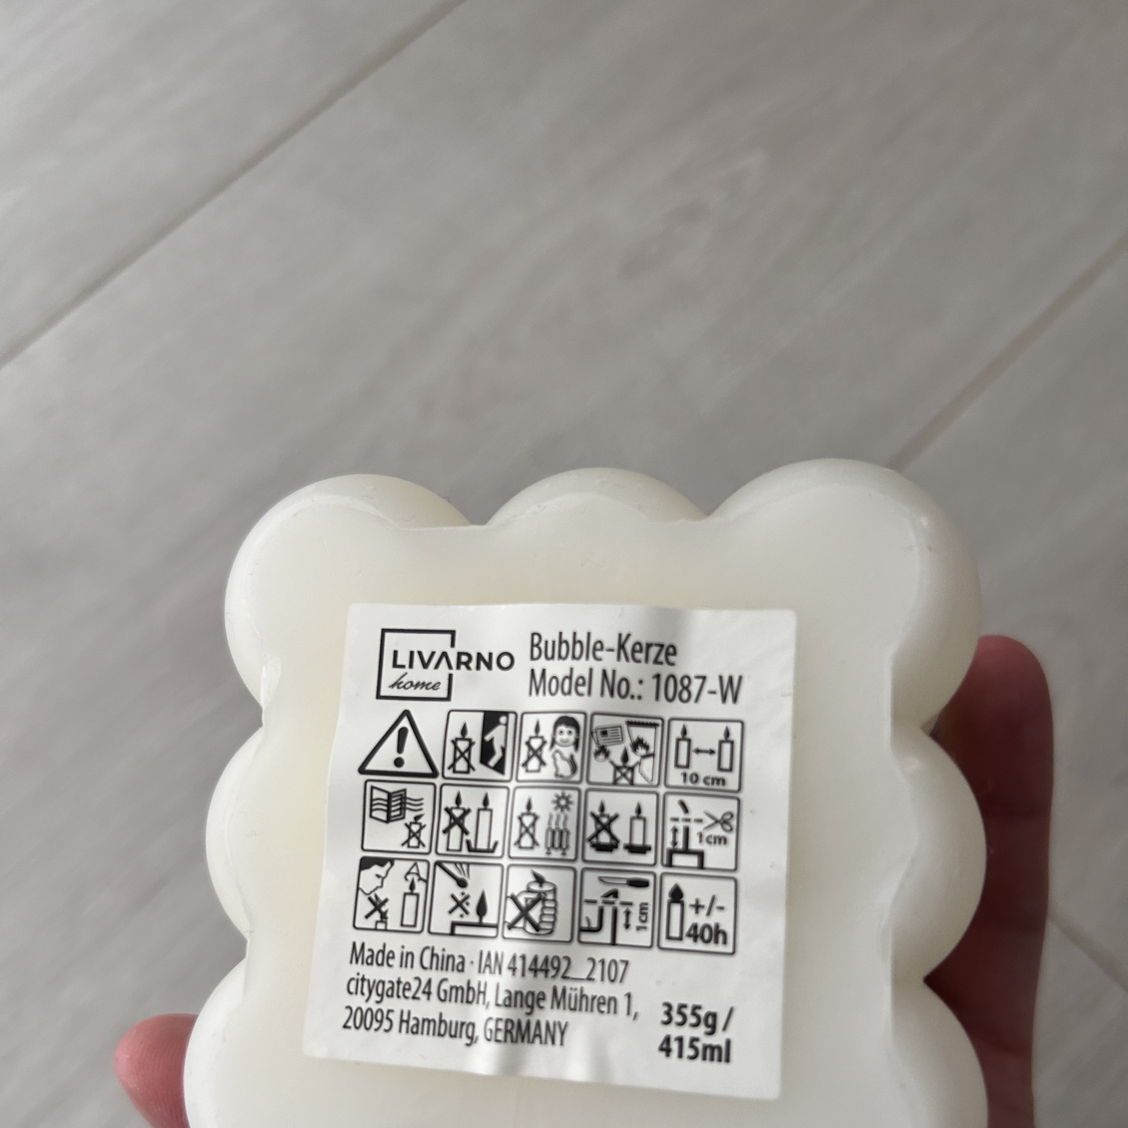 LIVARNO
home
Bubble-Kerze
Model No.: 1087-W
10 cm
1cm
1cm
+/-
40h
Made in China · IAN 414492_2107
citygate24 GmbH, Lange Mühren 1,
20095 Hamburg, GERMANY
355g /
415ml